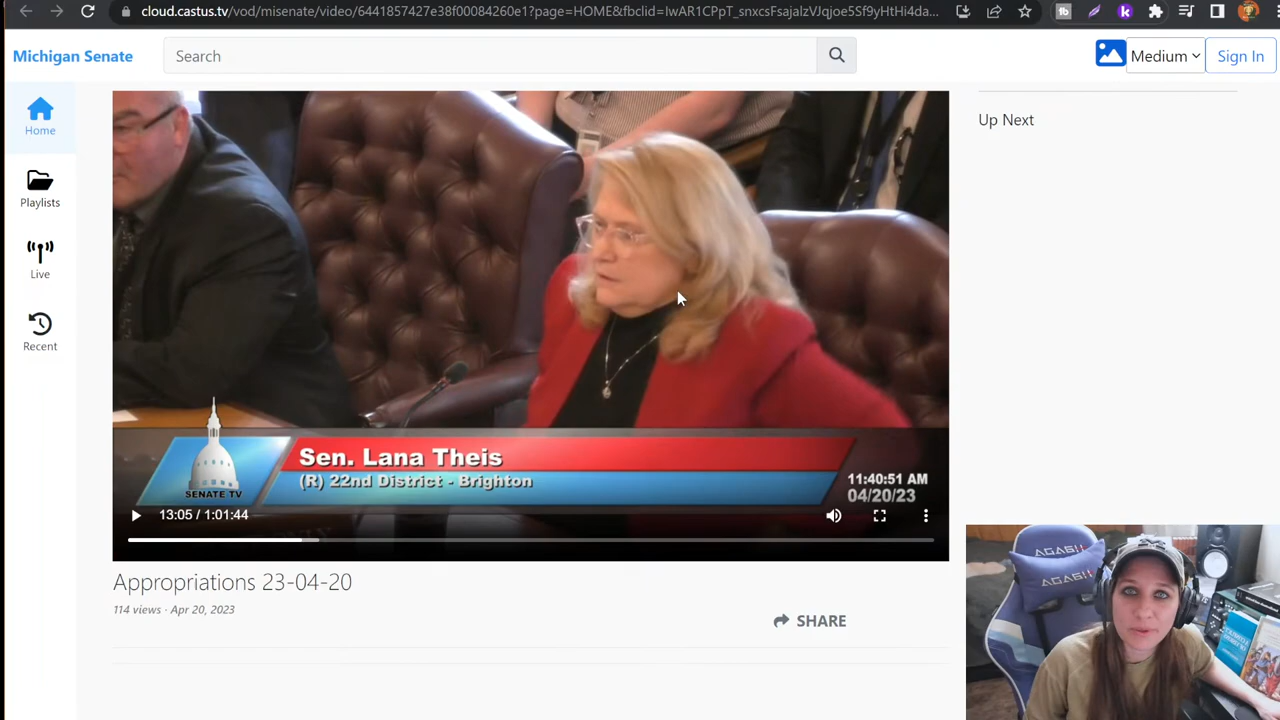 cloud.castus.tv/vod/misenate/video/6441857427e38f00084260e1?page=HOME&fbclid=IwAR1CPpT_snxcsFsajalzVJqjoe5Sf9yHtHi4da...
Michigan Senate
Search
Medium
Sign In
Home
Playlists
Live
Recent
Up Next
Sen. Lana Theis
(R) 22nd District - Brighton
SENATE TV
11:40:51 AM
04/20/23
13:05 / 1:01:44
Appropriations 23-04-20
114 views · Apr 20, 2023
SHARE
AGASII
AGASII